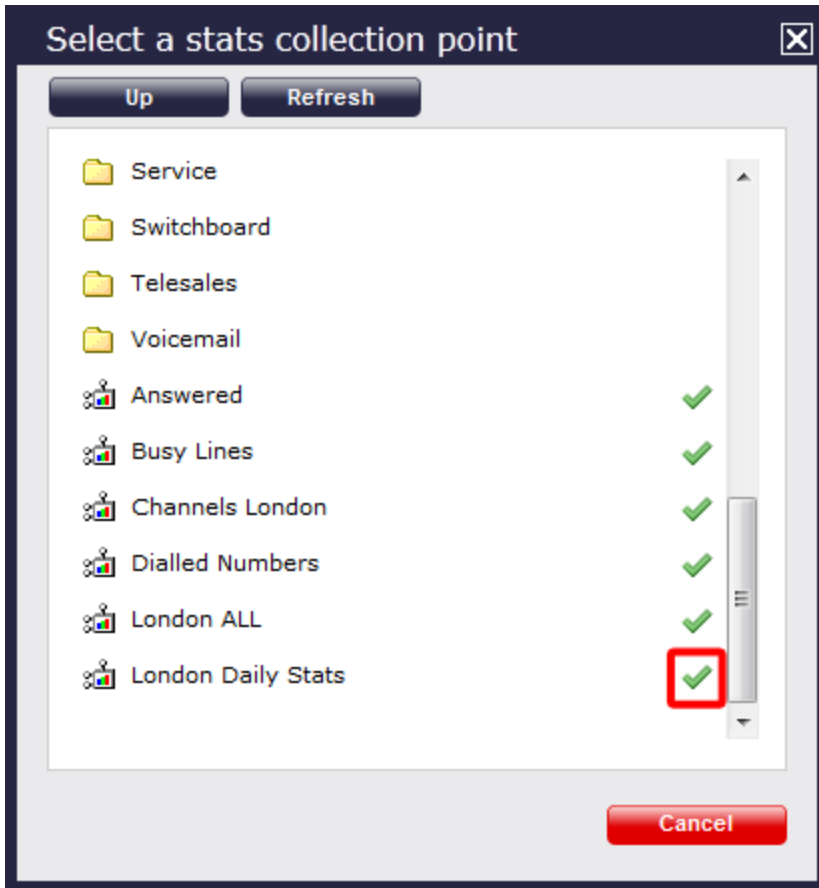 Select a stats collection point
Up Refresh
Service
Switchboard
Telesales
Voicemail
Answered
Busy Lines
Channels London
Dialled Numbers
London ALL
London Daily Stats
Cancel